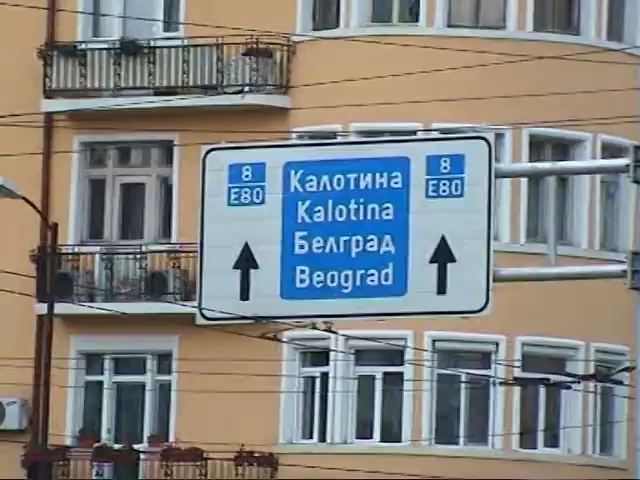 8
E80
Калотина
Kalotina
Белград
Beograd
8
E80